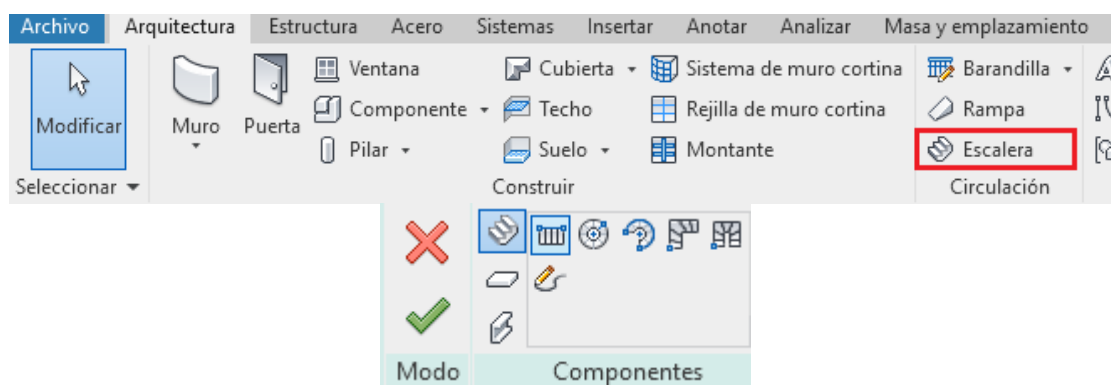 Archivo Arquitectura Estructura Acero Sistemas Insertar Anotar Analizar Masa y emplazamiento
Modificar
Muro
Puerta
Ventana
Componente
Pilar
Cubierta
Techo
Suelo
Sistema de muro cortina
Rejilla de muro cortina
Montante
Barandilla
Rampa
Escalera
Seleccionar Construir Circulación
Modo Componentes